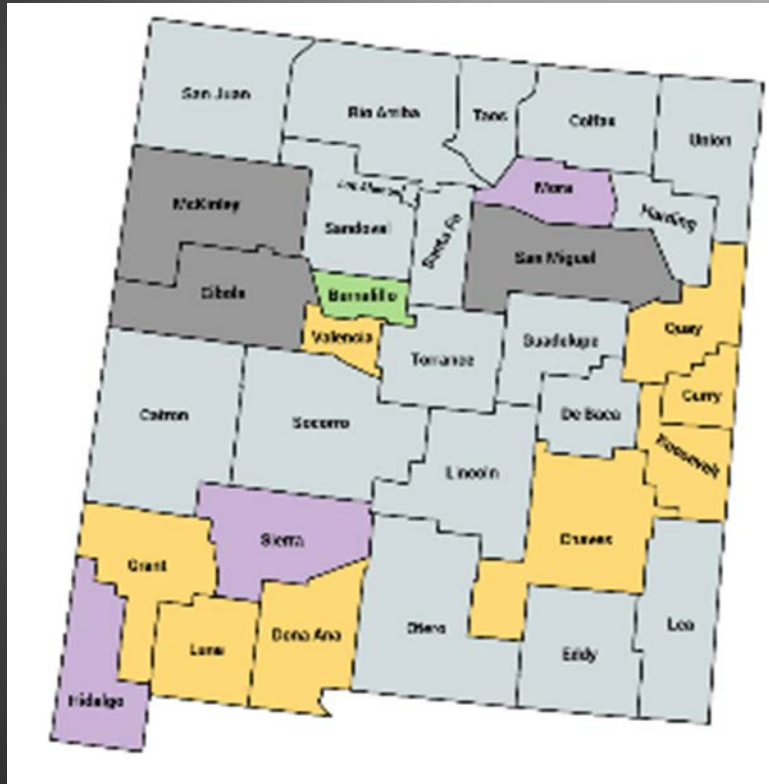 San Juan
Rio Arriba
Taos
Colfax
Union
McKinley
Los Alamos
Mora
Harding
Sandoval
Santa Fe
San Miguel
Cibola
Bernalillo
Valencia
Torrance
Guadalupe
Quay
Curry
De Baca
Catron
Socorro
Lincoln
Roosevelt
Sierra
Chaves
Grant
Dona Ana
Otero
Lea
Luna
Eddy
Hidalgo